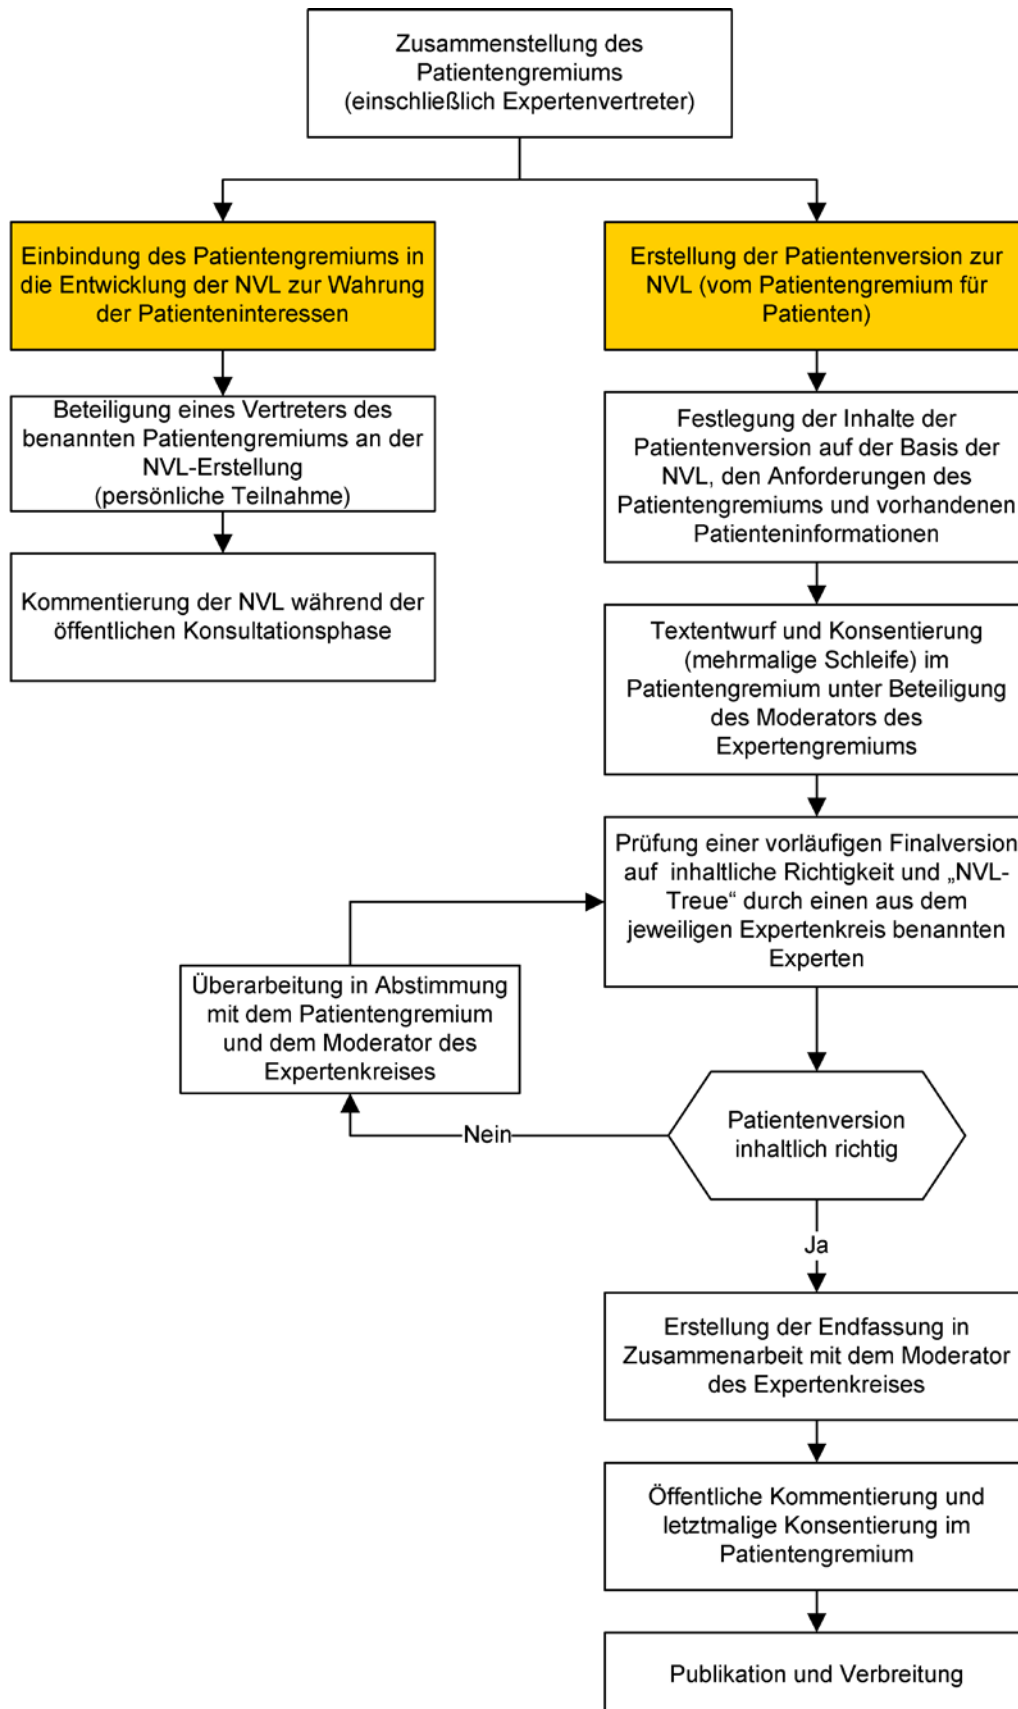 Zusammenstellung des
Patientengremiums
(einschließlich Expertenvertreter)
Einbindung des Patientengremiums in
die Entwicklung der NVL zur Wahrung
der Patienteninteressen
Beteiligung eines Vertreters des
benannten Patientengremiums an der
NVL-Erstellung
(persönliche Teilnahme)
Kommentierung der NVL während der
öffentlichen Konsultationsphase
Erstellung der Patientenversion zur
NVL (vom Patientengremium für
Patienten)
Festlegung der Inhalte der
Patientenversion auf der Basis der
NVL, den Anforderungen des
Patientengremiums und vorhandenen
Patienteninformationen
Textentwurf und Konsentierung
(mehrmalige Schleife) im
Patientengremium unter Beteiligung
des Moderators des
Expertengremiums
Prüfung einer vorläufigen Finalversion
auf inhaltliche Richtigkeit und „NVL-
Treue“ durch einen aus dem
jeweiligen Expertenkreis benannten
Experten
Überarbeitung in Abstimmung
mit dem Patientengremium
und dem Moderator des
Expertenkreises
Patientenversion
inhaltlich richtig
Nein
Ja
Erstellung der Endfassung in
Zusammenarbeit mit dem Moderator
des Expertenkreises
Öffentliche Kommentierung und
letztmalige Konsentierung im
Patientengremium
Publikation und Verbreitung